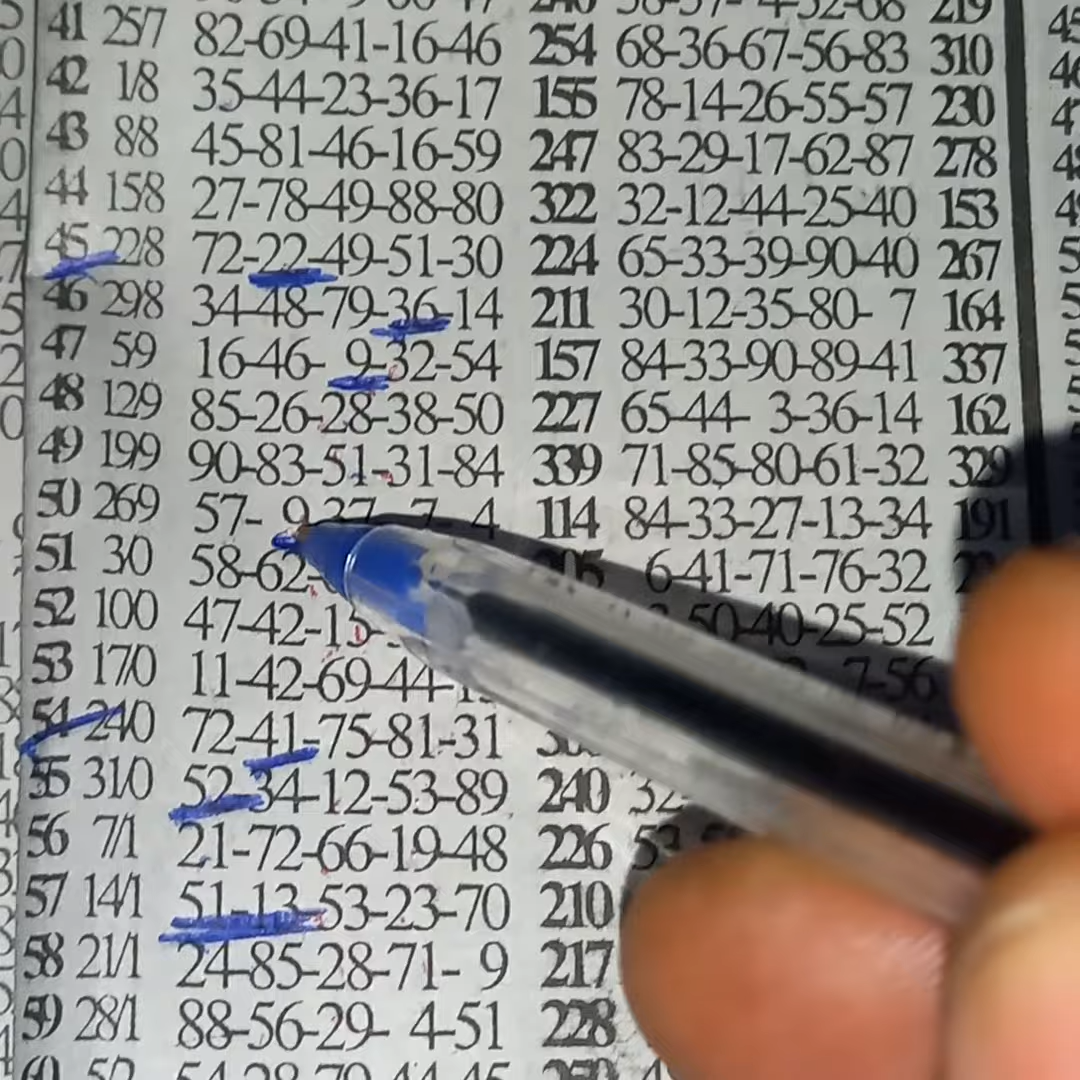 41 257 82-69-41-16-46 254 68-36-67-56-83 310
42 1/8 35-44-23-36-17 155 78-14-26-55-57 230
43 8/8 45-81-46-16-59 247 83-29-17-62-87 278
44 158 27-78-49-88-80 322 32-12-44-25-40 153
45 228 72-22-49-51-30 224 65-33-39-90-40 267
46 298 34-48-79-36-14 211 30-12-35-80- 7 164
47 59 16-46- 9-32-54 157 84-33-90-89-41 337
48 129 85-26-28-38-50 227 65-44- 3-36-14 162
49 199 90-83-51-31-84 339 71-85-80-61-32 329
50 269 57- 9-37- 7- 4 114 84-33-27-13-34 191
51 30 58-62- 6-41-71-76-32
52 100 47-42-15- 50-40-25-52
53 170 11-42-69-44- 7-56
54 240 72-41-75-81-31
55 310 52-34-12-53-89 240 32
56 7/1 21-72-66-19-48 226 53
57 14/1 51-13-53-23-70 210
58 21/1 24-85-28-71- 9 217
59 28/1 88-56-29- 4-51 228